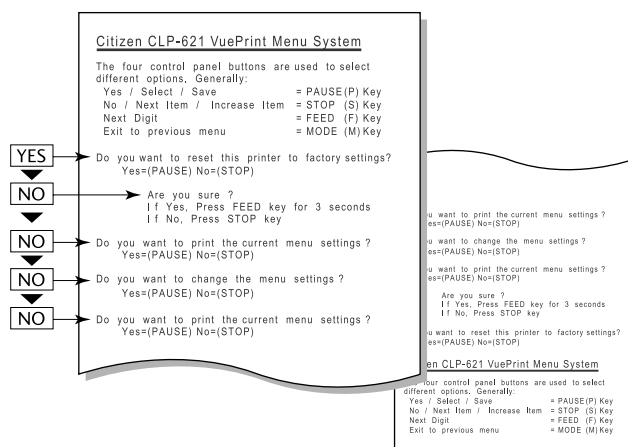 Citizen CLP-621 VuePrint Menu System
The four control panel buttons are used to select
different options, Generally:
Yes / Select / Save = PAUSE(P) Key
No / Next Item / Increase Item = STOP (S) Key
Next Digit = FEED (F) Key
Exit to previous menu = MODE (M) Key
YES
Do you want to reset this printer to factory settings?
Yes=(PAUSE) No=(STOP)
NO
Are you sure ?
If Yes, Press FEED key for 3 seconds
If No, Press STOP key
NO
Do you want to print the current menu settings ?
Yes=(PAUSE) No=(STOP)
NO
Do you want to change the menu settings ?
Yes=(PAUSE) No=(STOP)
NO
Do you want to print the current menu settings ?
Yes=(PAUSE) No=(STOP)
want to print the current menu settings ?
es=(PAUSE) No=(STOP)
want to change the menu settings ?
es=(PAUSE) No=(STOP)
want to print the current menu settings ?
es=(PAUSE) No=(STOP)
Are you sure ?
If Yes, Press FEED key for 3 seconds
If No, Press STOP key
want to reset this printer to factory settings?
es=(PAUSE) No=(STOP)
en CLP-621 VuePrint Menu System
four control panel buttons are used to select
different options. Generally:
Yes / Select / Save = PAUSE(P) Key
No / Next Item / Increase Item = STOP (S) Key
Next Digit = FEED (F) Key
Exit to previous menu = MODE (M) Key